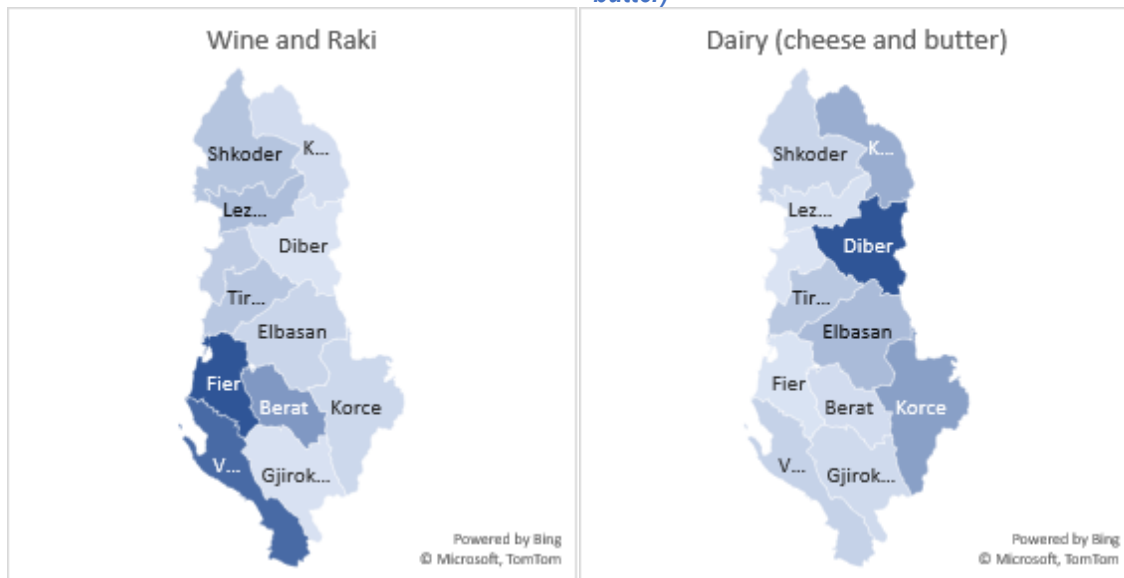 butter)
Wine and Raki
Shkoder
K...
Lez...
Diber
Tir...
Elbasan
Fier
Berat
Korce
V...
Gjirok...
Powered by Bing
© Microsoft, TomTom
Dairy (cheese and butter)
Shkoder
K...
Lez...
Diber
Tir...
Elbasan
Fier
Berat
Korce
V...
Gjirok...
Powered by Bing
© Microsoft, TomTom